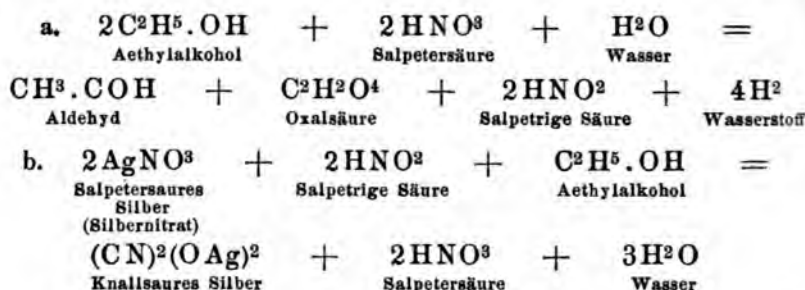 a. 2C²H⁵.OH + 2HNO³ + H²O =
Aethylalkohol Salpetersäure Wasser
CH³.COH + C²H²O⁴ + 2HNO² + 4H²
Aldehyd Oxalsäure Salpetrige Säure Wasserstoff
b. 2AgNO³ + 2HNO² + C²H⁵.OH =
Salpetersaures Salpetrige Säure Aethylalkohol
Silber
(Silbernitrat)
(CN)²(OAg)² + 2HNO³ + 3H²O
Knallsaures Silber Salpetersäure Wasser